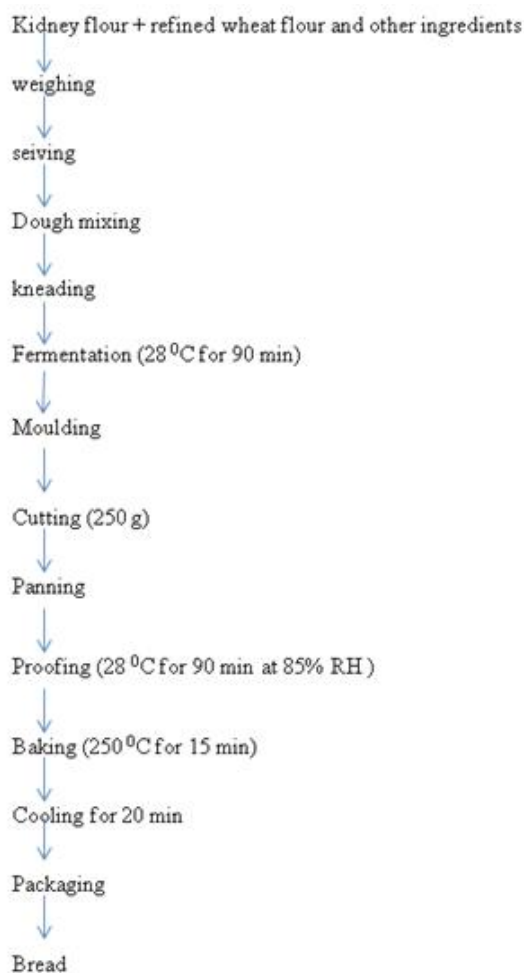 Kidney flour + refined wheat flour and other ingredients
weighing
seiving
Dough mixing
kneading
Fermentation (28 ⁰C for 90 min)
Moulding
Cutting (250 g)
Panning
Proofing (28 ⁰C for 90 min at 85% RH )
Baking (250 ⁰C for 15 min)
Cooling for 20 min
Packaging
Bread